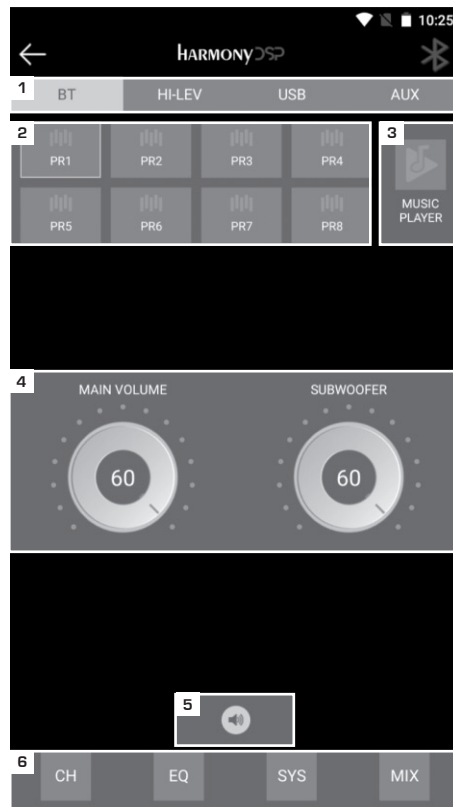 10:25
HARMONY DSP
1
BT HI-LEV USB AUX
2
PR1 PR2 PR3 PR4
PR5 PR6 PR7 PR8
3
MUSIC
PLAYER
4
MAIN VOLUME SUBWOOFER
60 60
5
6
CH EQ SYS MIX